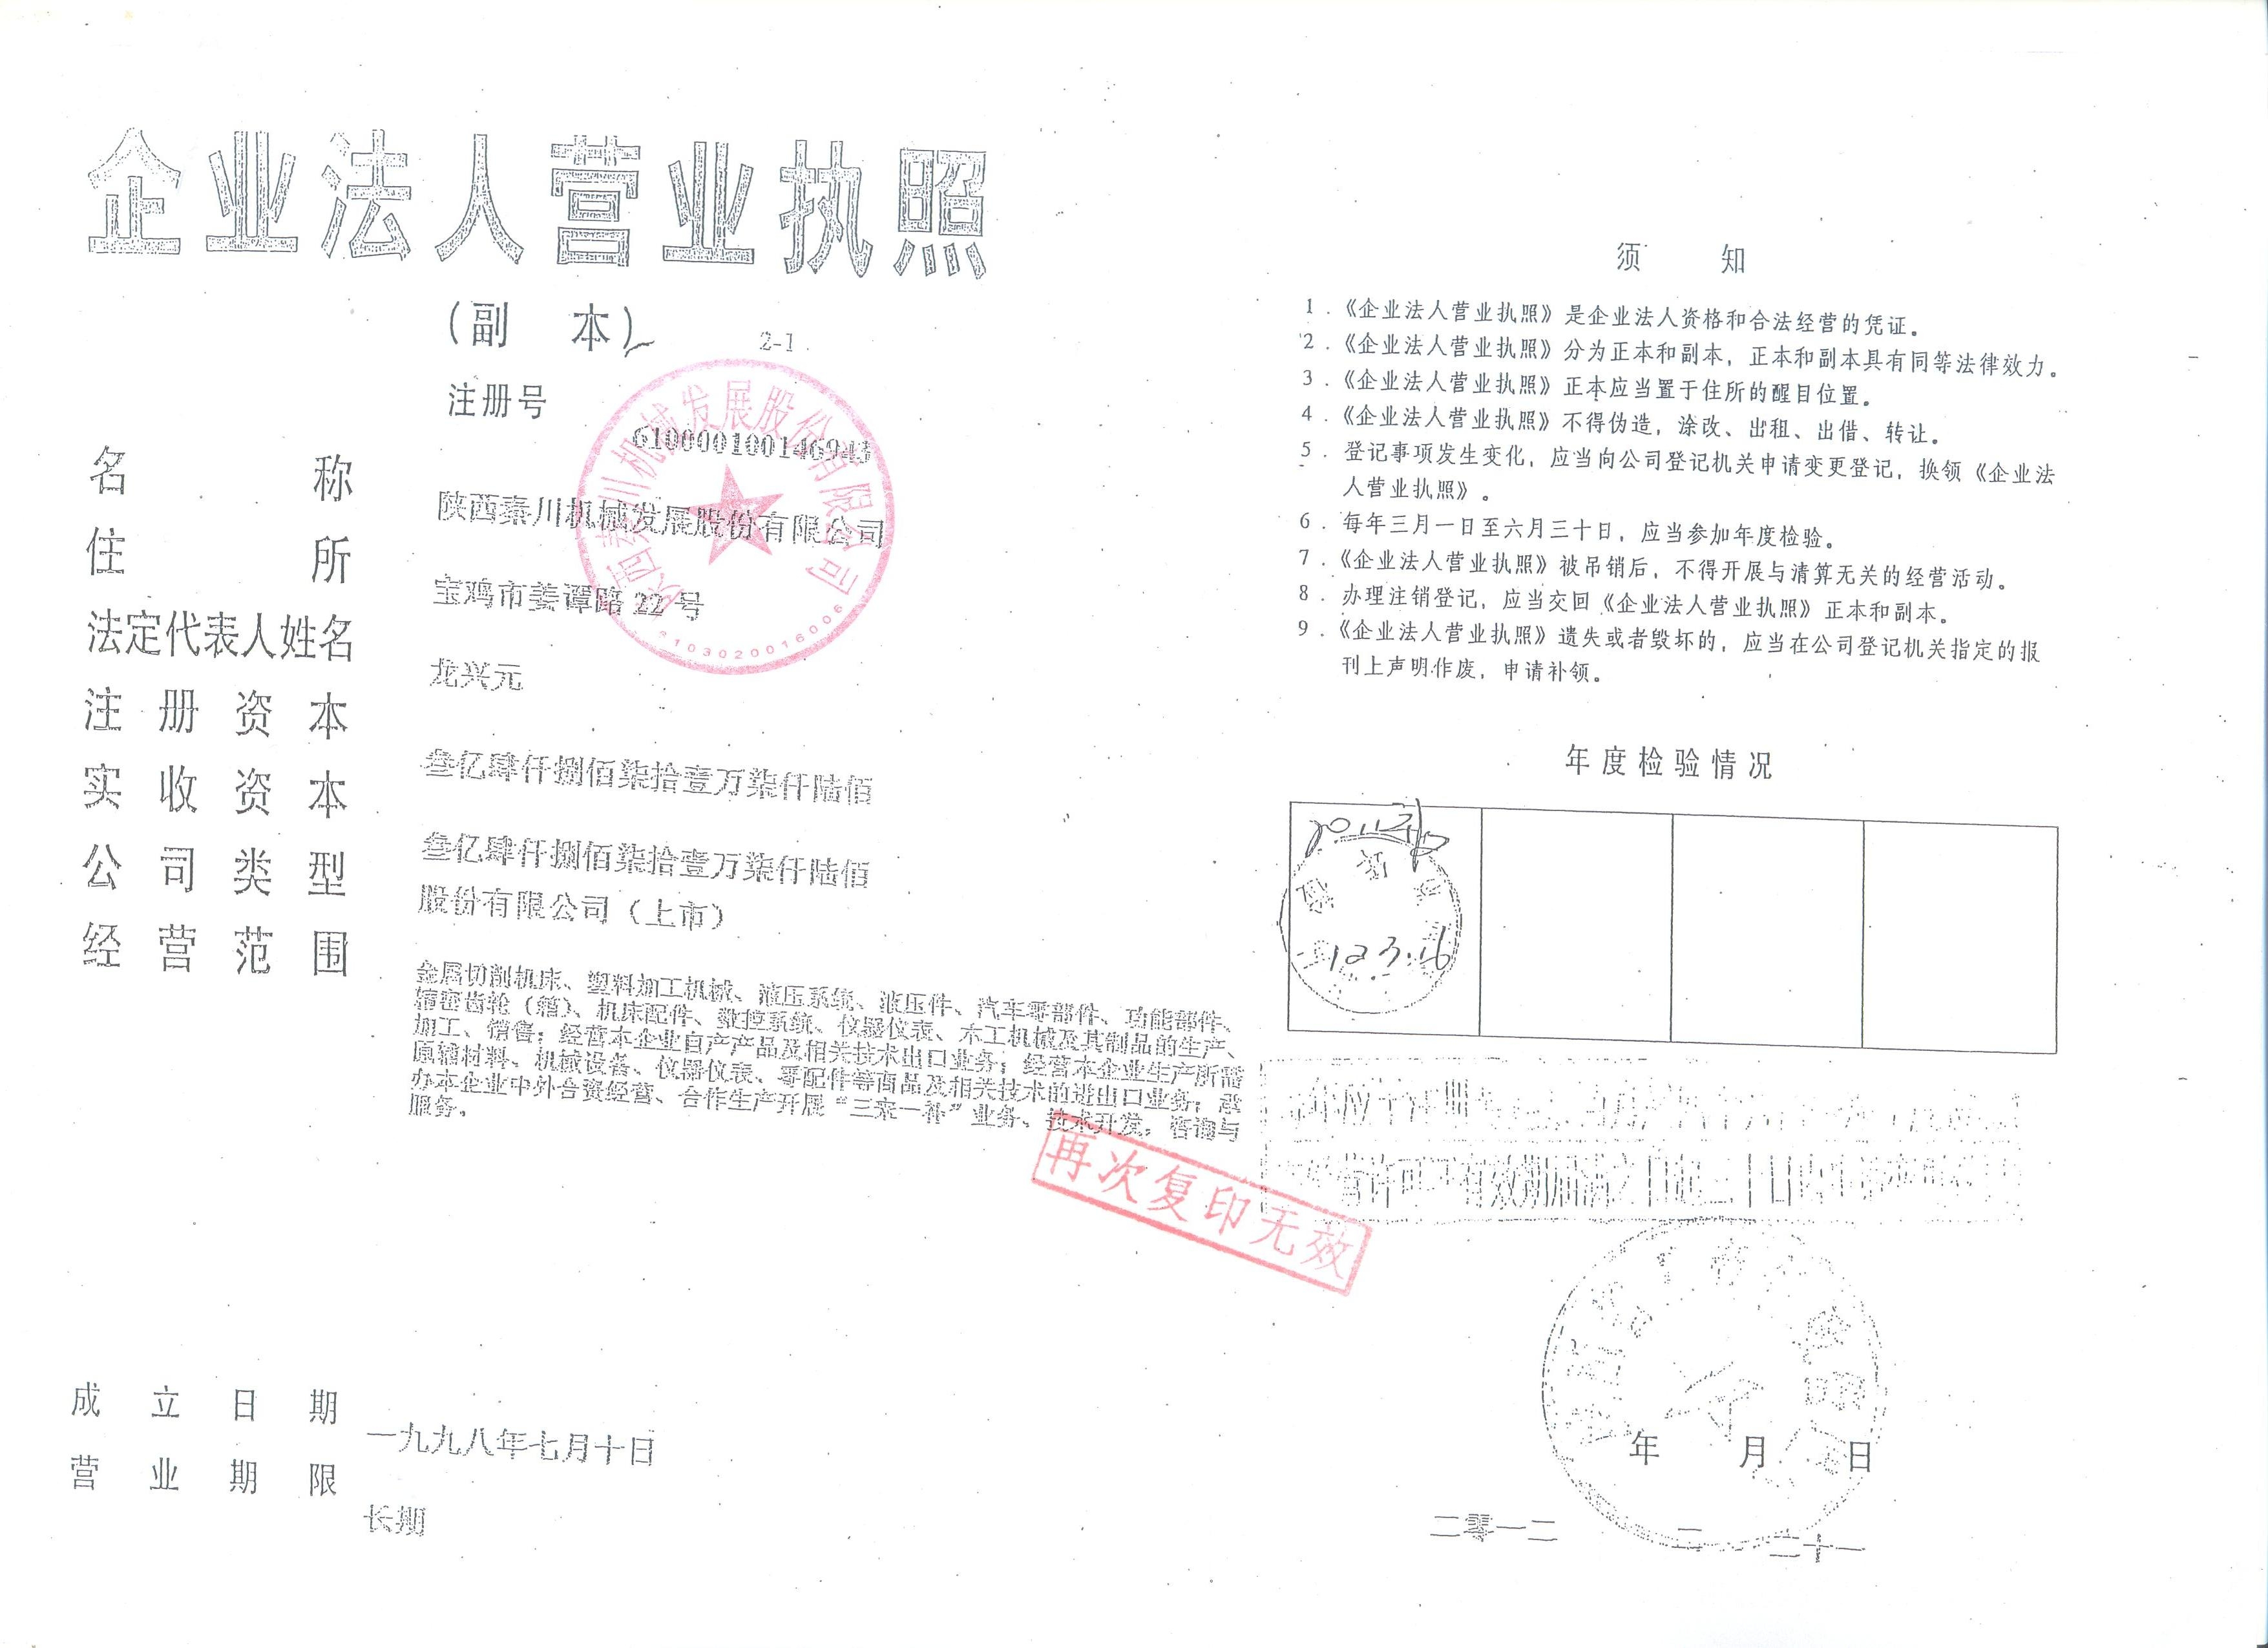 企业法人营业执照
(副 本)
2-1
注册号
610000100146943
名 称
陕西秦川机械发展股份有限公司
住 所
宝鸡市姜谭路 22 号
法定代表人姓名
龙兴元
注 册 资 本
叁亿肆仟捌佰柒拾壹万柒仟陆佰
实 收 资 本
叁亿肆仟捌佰柒拾壹万柒仟陆佰
公 司 类 型
股份有限公司（上市）
经 营 范 围
金属切削机床、塑料加工机械、液压系统、液压件、汽车零部件、功能部件、
精密齿轮（箱）、机床配件、数控系统、仪器仪表、木工机械及其制品的生产、
加工、销售；经营本企业自产产品及相关技术出口业务；经营本企业生产所需
原辅材料、机械设备、仪器仪表、零配件等商品及相关技术的进出口业务；承
办本企业中外合资经营、合作生产开展“三来一补”业务、技术开发，咨询与
服务。
成 立 日 期
一九九八年七月十日
营 业 期 限
长期
陕西秦川机械发展股份有限公司
6103020016006
再次复印无效
须 知
1．《企业法人营业执照》是企业法人资格和合法经营的凭证。
2．《企业法人营业执照》分为正本和副本，正本和副本具有同等法律效力。
3．《企业法人营业执照》正本应当置于住所的醒目位置。
4．《企业法人营业执照》不得伪造，涂改、出租、出借、转让。
5．登记事项发生变化，应当向公司登记机关申请变更登记，换领《企业法
人营业执照》。
6．每年三月一日至六月三十日，应当参加年度检验。
7．《企业法人营业执照》被吊销后，不得开展与清算无关的经营活动。
8．办理注销登记，应当交回《企业法人营业执照》正本和副本。
9．《企业法人营业执照》遗失或者毁坏的，应当在公司登记机关指定的报
刊上声明作废，申请补领。
年度检验情况
12.3.16
年 月 日
二零一二 二 二十一